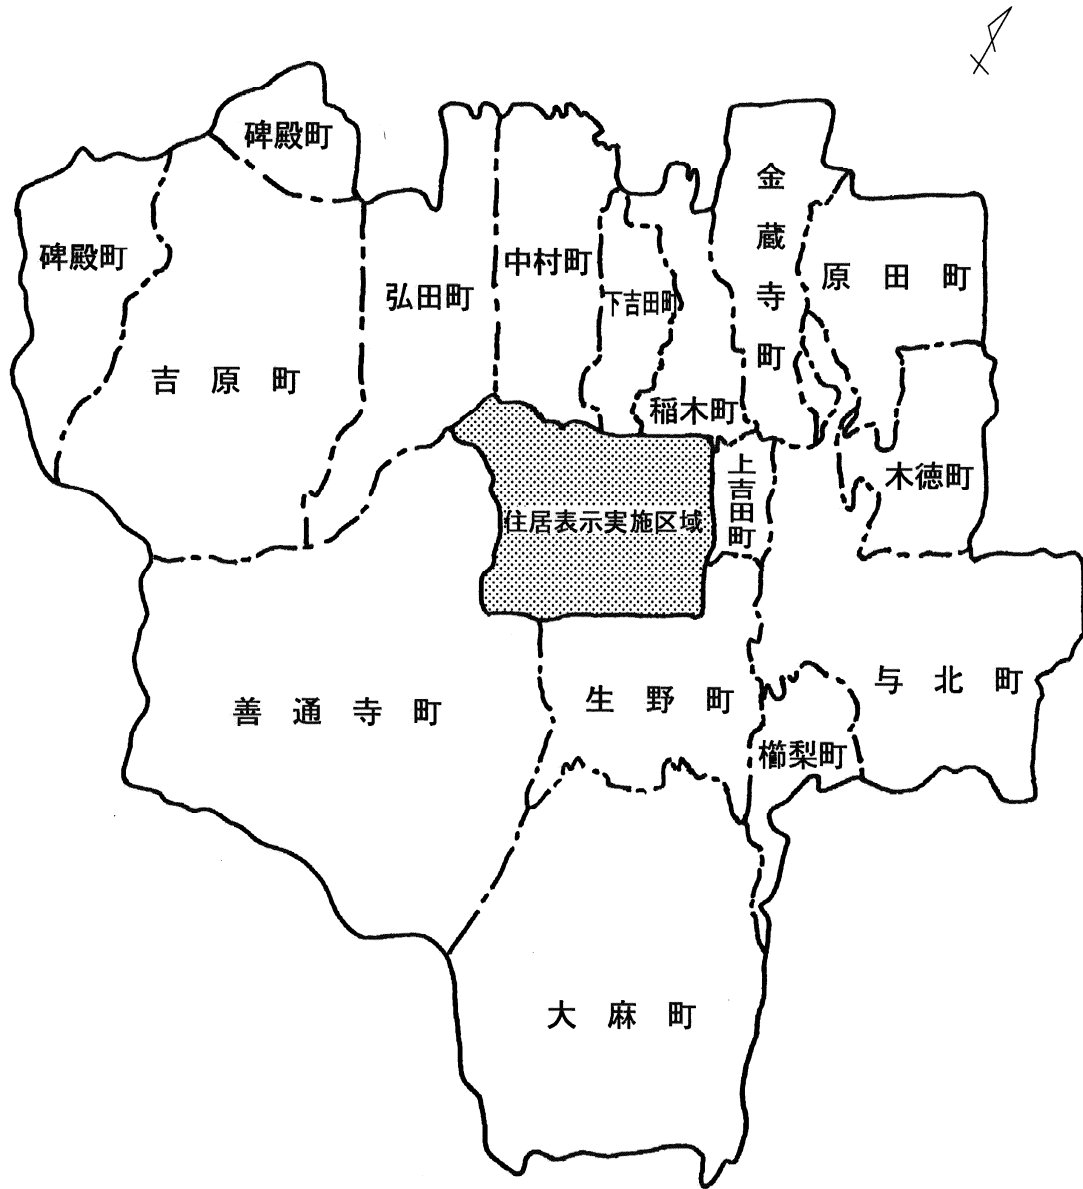 碑殿町
碑殿町
吉原町
弘田町
中村町
下吉田町
稲木町
金蔵寺町
原田町
木徳町
上吉田町
住居表示実施区域
善通寺町
生野町
与北町
櫛梨町
大麻町